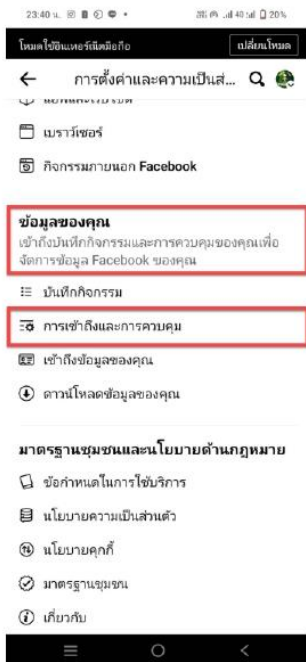 23:40 น.
20%
โหมดใช้อินเทอร์เน็ตมือถือ
เปลี่ยนโหมด
การตั้งค่าและความเป็นส่...
เบราว์เซอร์
กิจกรรมภายนอก Facebook
ข้อมูลของคุณ
เข้าถึงบันทึกกิจกรรมและการควบคุมของคุณเพื่อ
จัดการข้อมูล Facebook ของคุณ
บันทึกกิจกรรม
การเข้าถึงและการควบคุม
เข้าถึงข้อมูลของคุณ
ดาวน์โหลดข้อมูลของคุณ
มาตรฐานชุมชนและนโยบายด้านกฎหมาย
ข้อกำหนดในการใช้บริการ
นโยบายความเป็นส่วนตัว
นโยบายคุกกี้
มาตรฐานชุมชน
เกี่ยวกับ